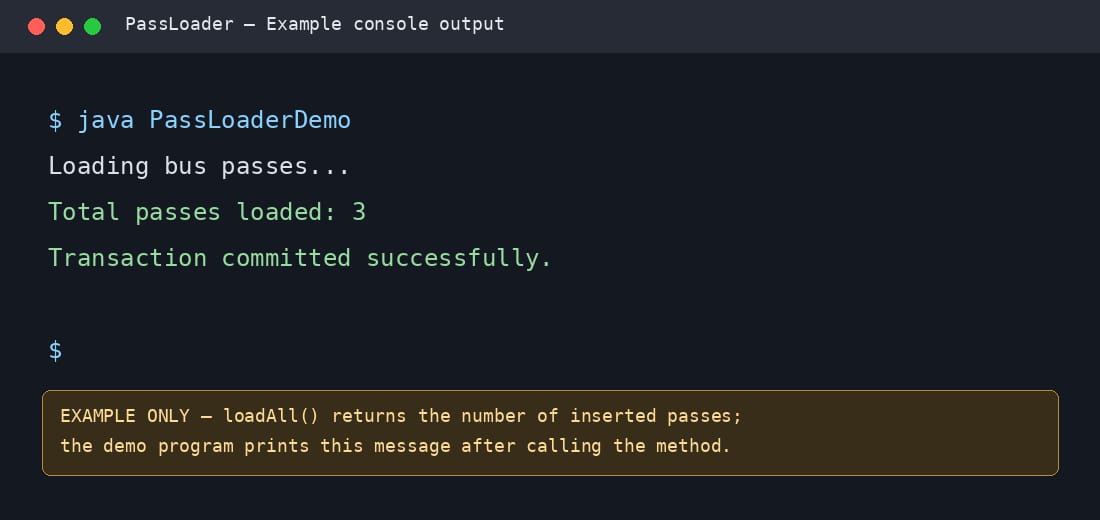 PassLoader — Example console output
$ java PassLoaderDemo
Loading bus passes...
Total passes loaded: 3
Transaction committed successfully.
$
EXAMPLE ONLY — loadAll() returns the number of inserted passes;
the demo program prints this message after calling the method.